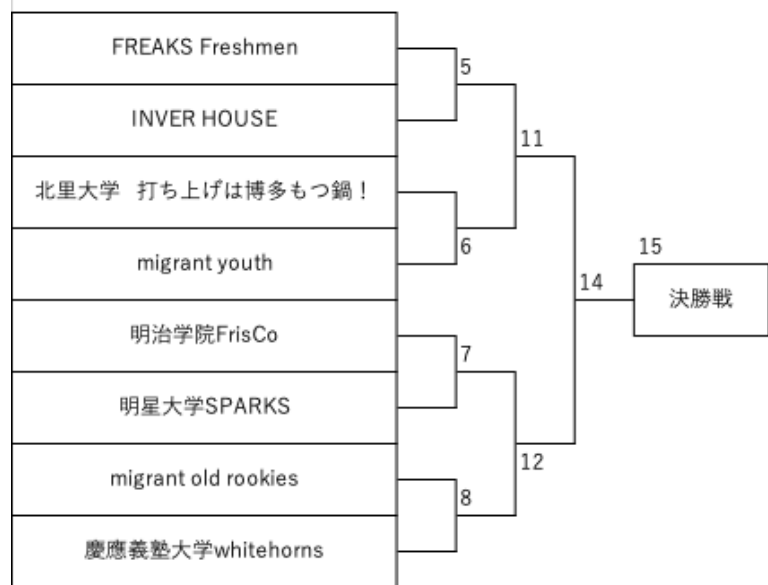 FREAKS Freshmen
INVER HOUSE
北里大学　打ち上げは博多もつ鍋！
migrant youth
明治学院FrisCo
明星大学SPARKS
migrant old rookies
慶應義塾大学whitehorns
5
6
7
8
11
12
14
15
決勝戦